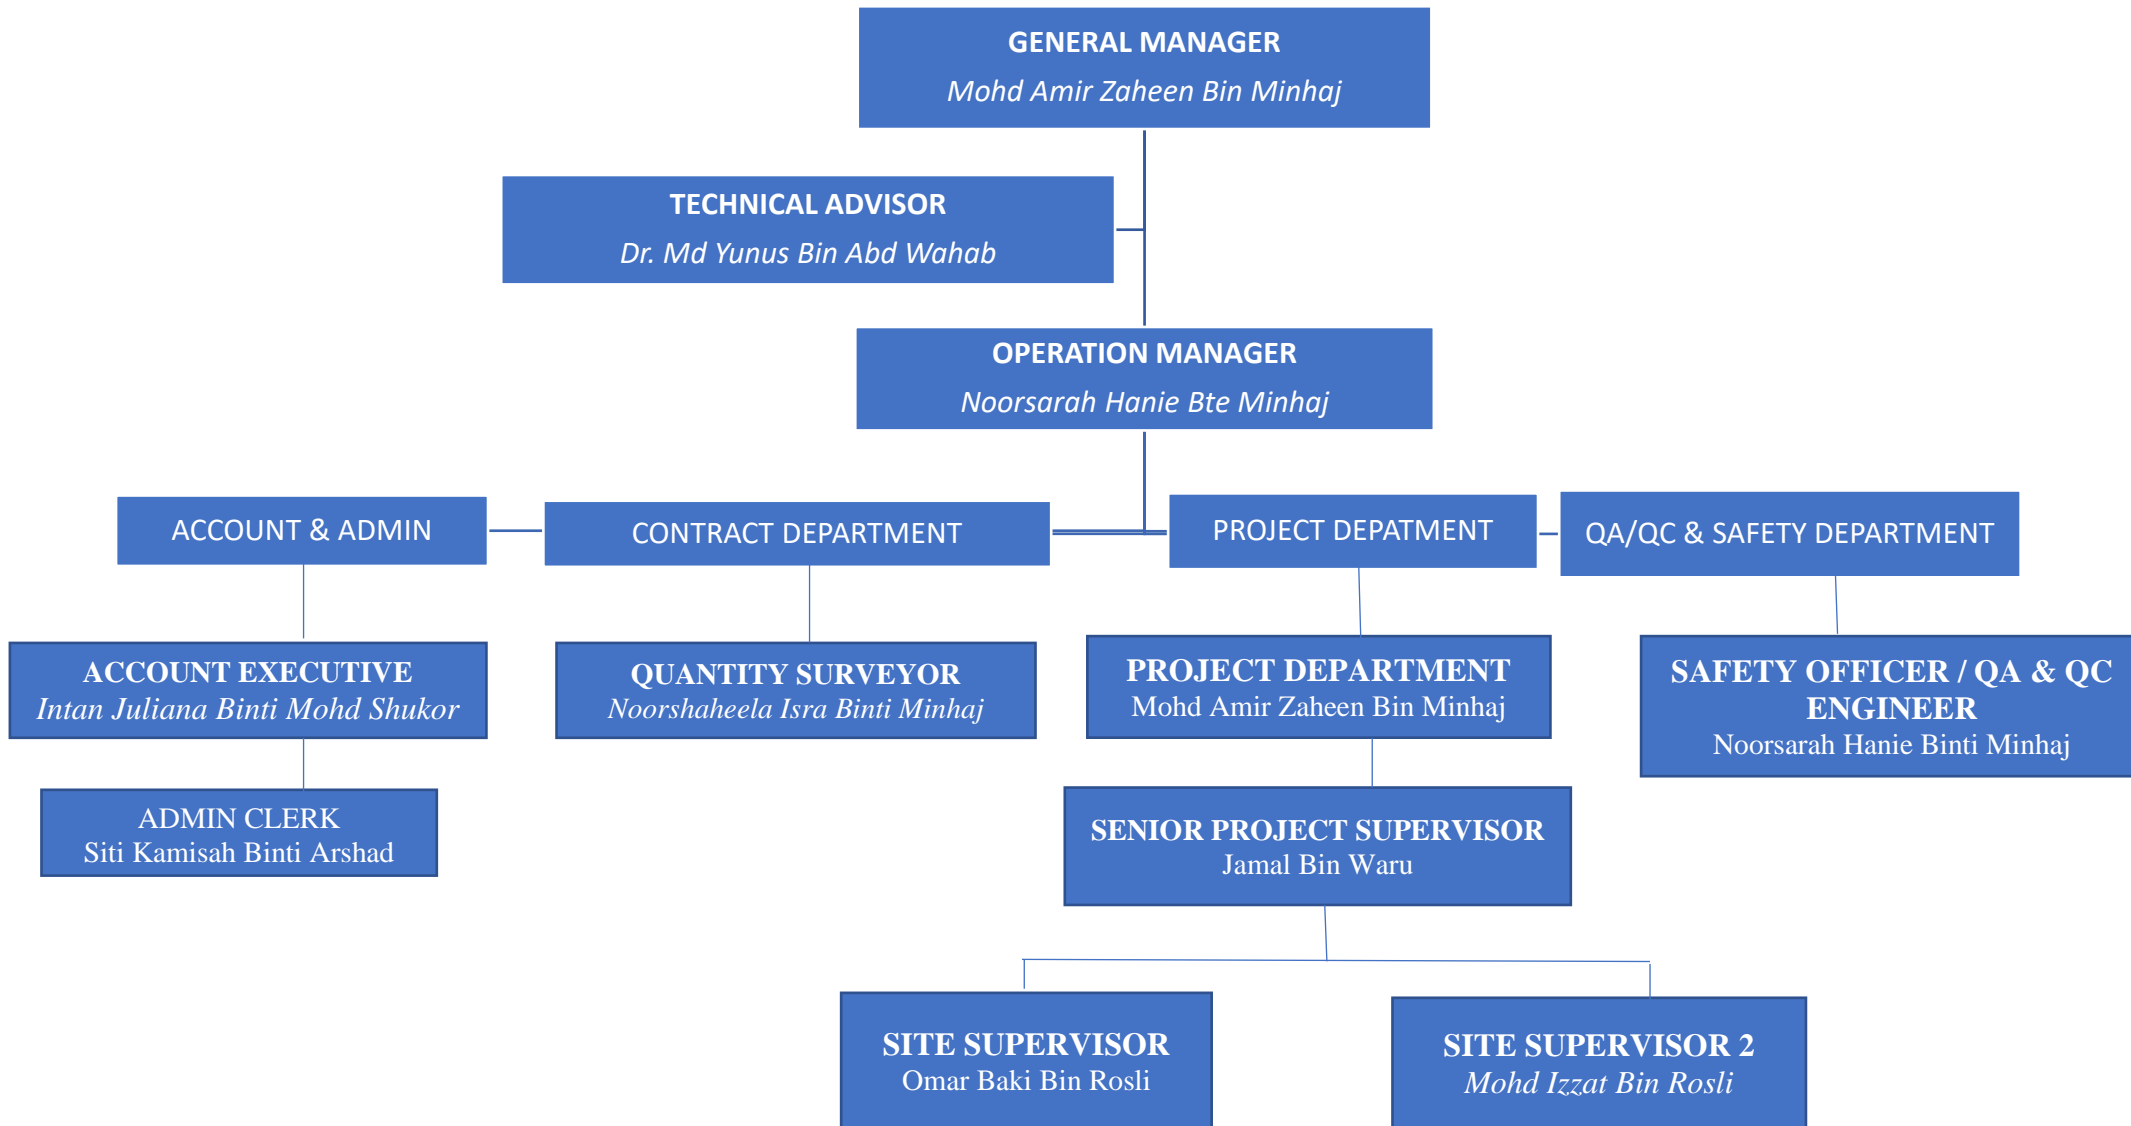 GENERAL MANAGER
Mohd Amir Zaheen Bin Minhaj
TECHNICAL ADVISOR
Dr. Md Yunus Bin Abd Wahab
OPERATION MANAGER
Noorsarah Hanie Bte Minhaj
ACCOUNT & ADMIN
CONTRACT DEPARTMENT
PROJECT DEPATMENT
QA/QC & SAFETY DEPARTMENT
ACCOUNT EXECUTIVE
Intan Juliana Binti Mohd Shukor
QUANTITY SURVEYOR
Noorshaheela Isra Binti Minhaj
PROJECT DEPARTMENT
Mohd Amir Zaheen Bin Minhaj
SAFETY OFFICER / QA & QC
ENGINEER
Noorsarah Hanie Binti Minhaj
ADMIN CLERK
Siti Kamisah Binti Arshad
SENIOR PROJECT SUPERVISOR
Jamal Bin Waru
SITE SUPERVISOR
Omar Baki Bin Rosli
SITE SUPERVISOR 2
Mohd Izzat Bin Rosli